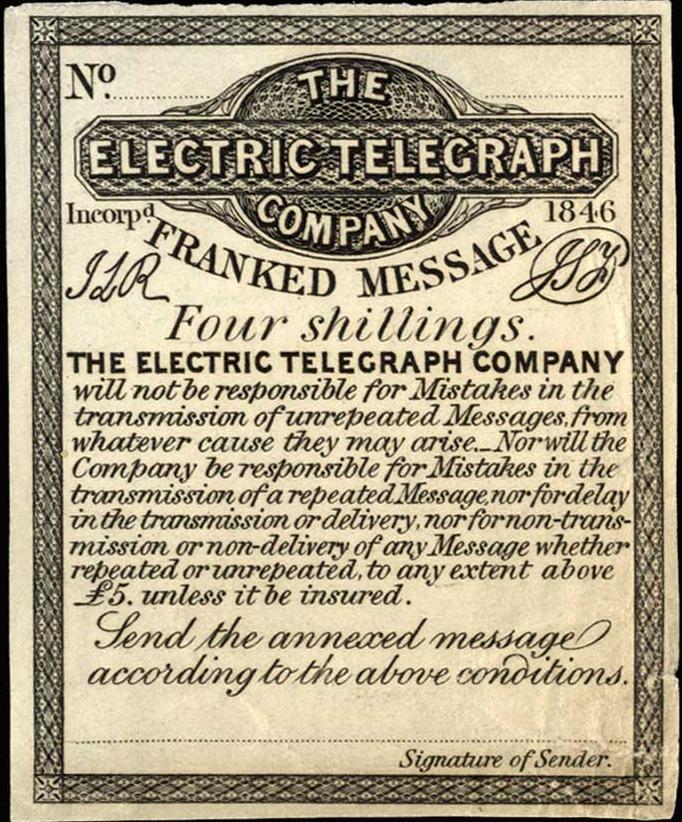 Nº
THE
ELECTRIC TELEGRAPH
COMPANY
Incorpd 1846
FRANKED MESSAGE
JLR
Four shillings.
THE ELECTRIC TELEGRAPH COMPANY
will not be responsible for Mistakes in the
transmission of unrepeated Messages, from
whatever cause they may arise._Nor will the
Company be responsible for Mistakes in the
transmission of a repeated Message, nor for delay
in the transmission or delivery, nor for non-trans-
mission or non-delivery of any Message whether
repeated or unrepeated, to any extent above
£5. unless it be insured.
Send the annexed message
according to the above conditions.
Signature of Sender.